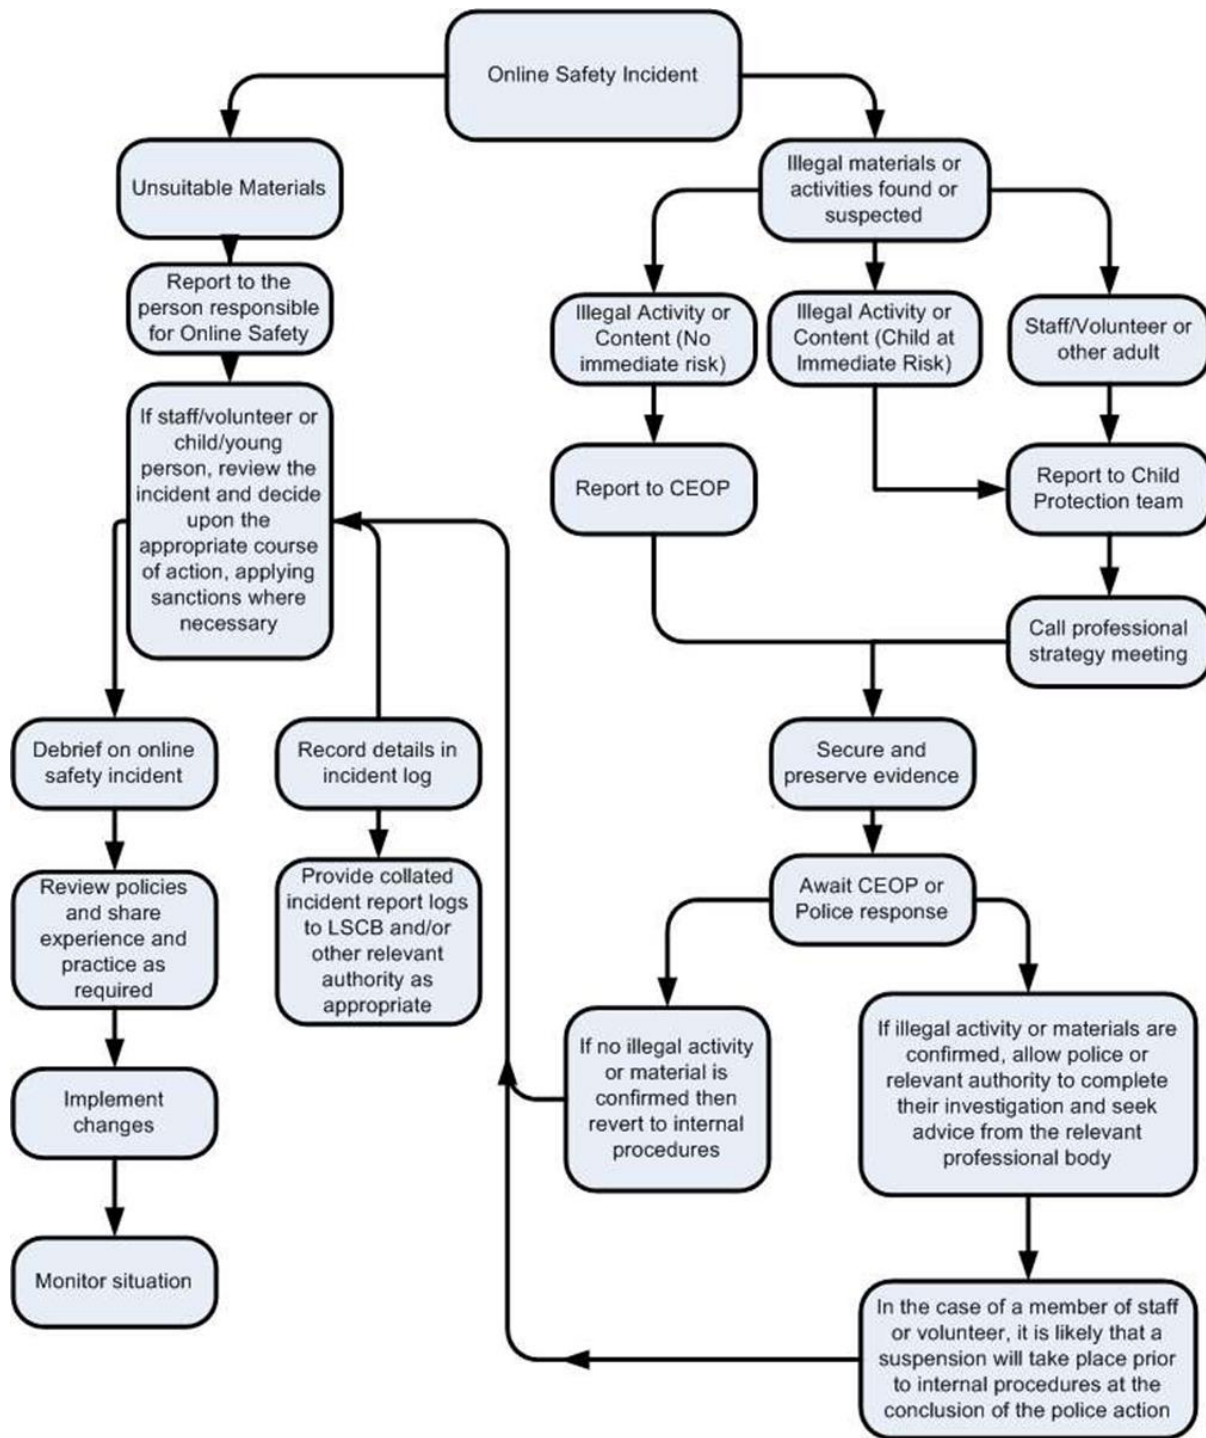 Online Safety Incident
Unsuitable Materials
Report to the
person responsible
for Online Safety
If staff/volunteer or
child/young
person, review the
incident and decide
upon the
appropriate course
of action, applying
sanctions where
necessary
Debrief on online
safety incident
Review policies
and share
experience and
practice as
required
Implement
changes
Monitor situation
Record details in
incident log
Provide collated
incident report logs
to LSCB and/or
other relevant
authority as
appropriate
Illegal materials or
activities found or
suspected
Illegal Activity or
Content (No
immediate risk)
Illegal Activity or
Content (Child at
Immediate Risk)
Staff/Volunteer or
other adult
Report to CEOP
Report to Child
Protection team
Call professional
strategy meeting
Secure and
preserve evidence
Await CEOP or
Police response
If no illegal activity
or material is
confirmed then
revert to internal
procedures
If illegal activity or materials are
confirmed, allow police or
relevant authority to complete
their investigation and seek
advice from the relevant
professional body
In the case of a member of staff
or volunteer, it is likely that a
suspension will take place prior
to internal procedures at the
conclusion of the police action